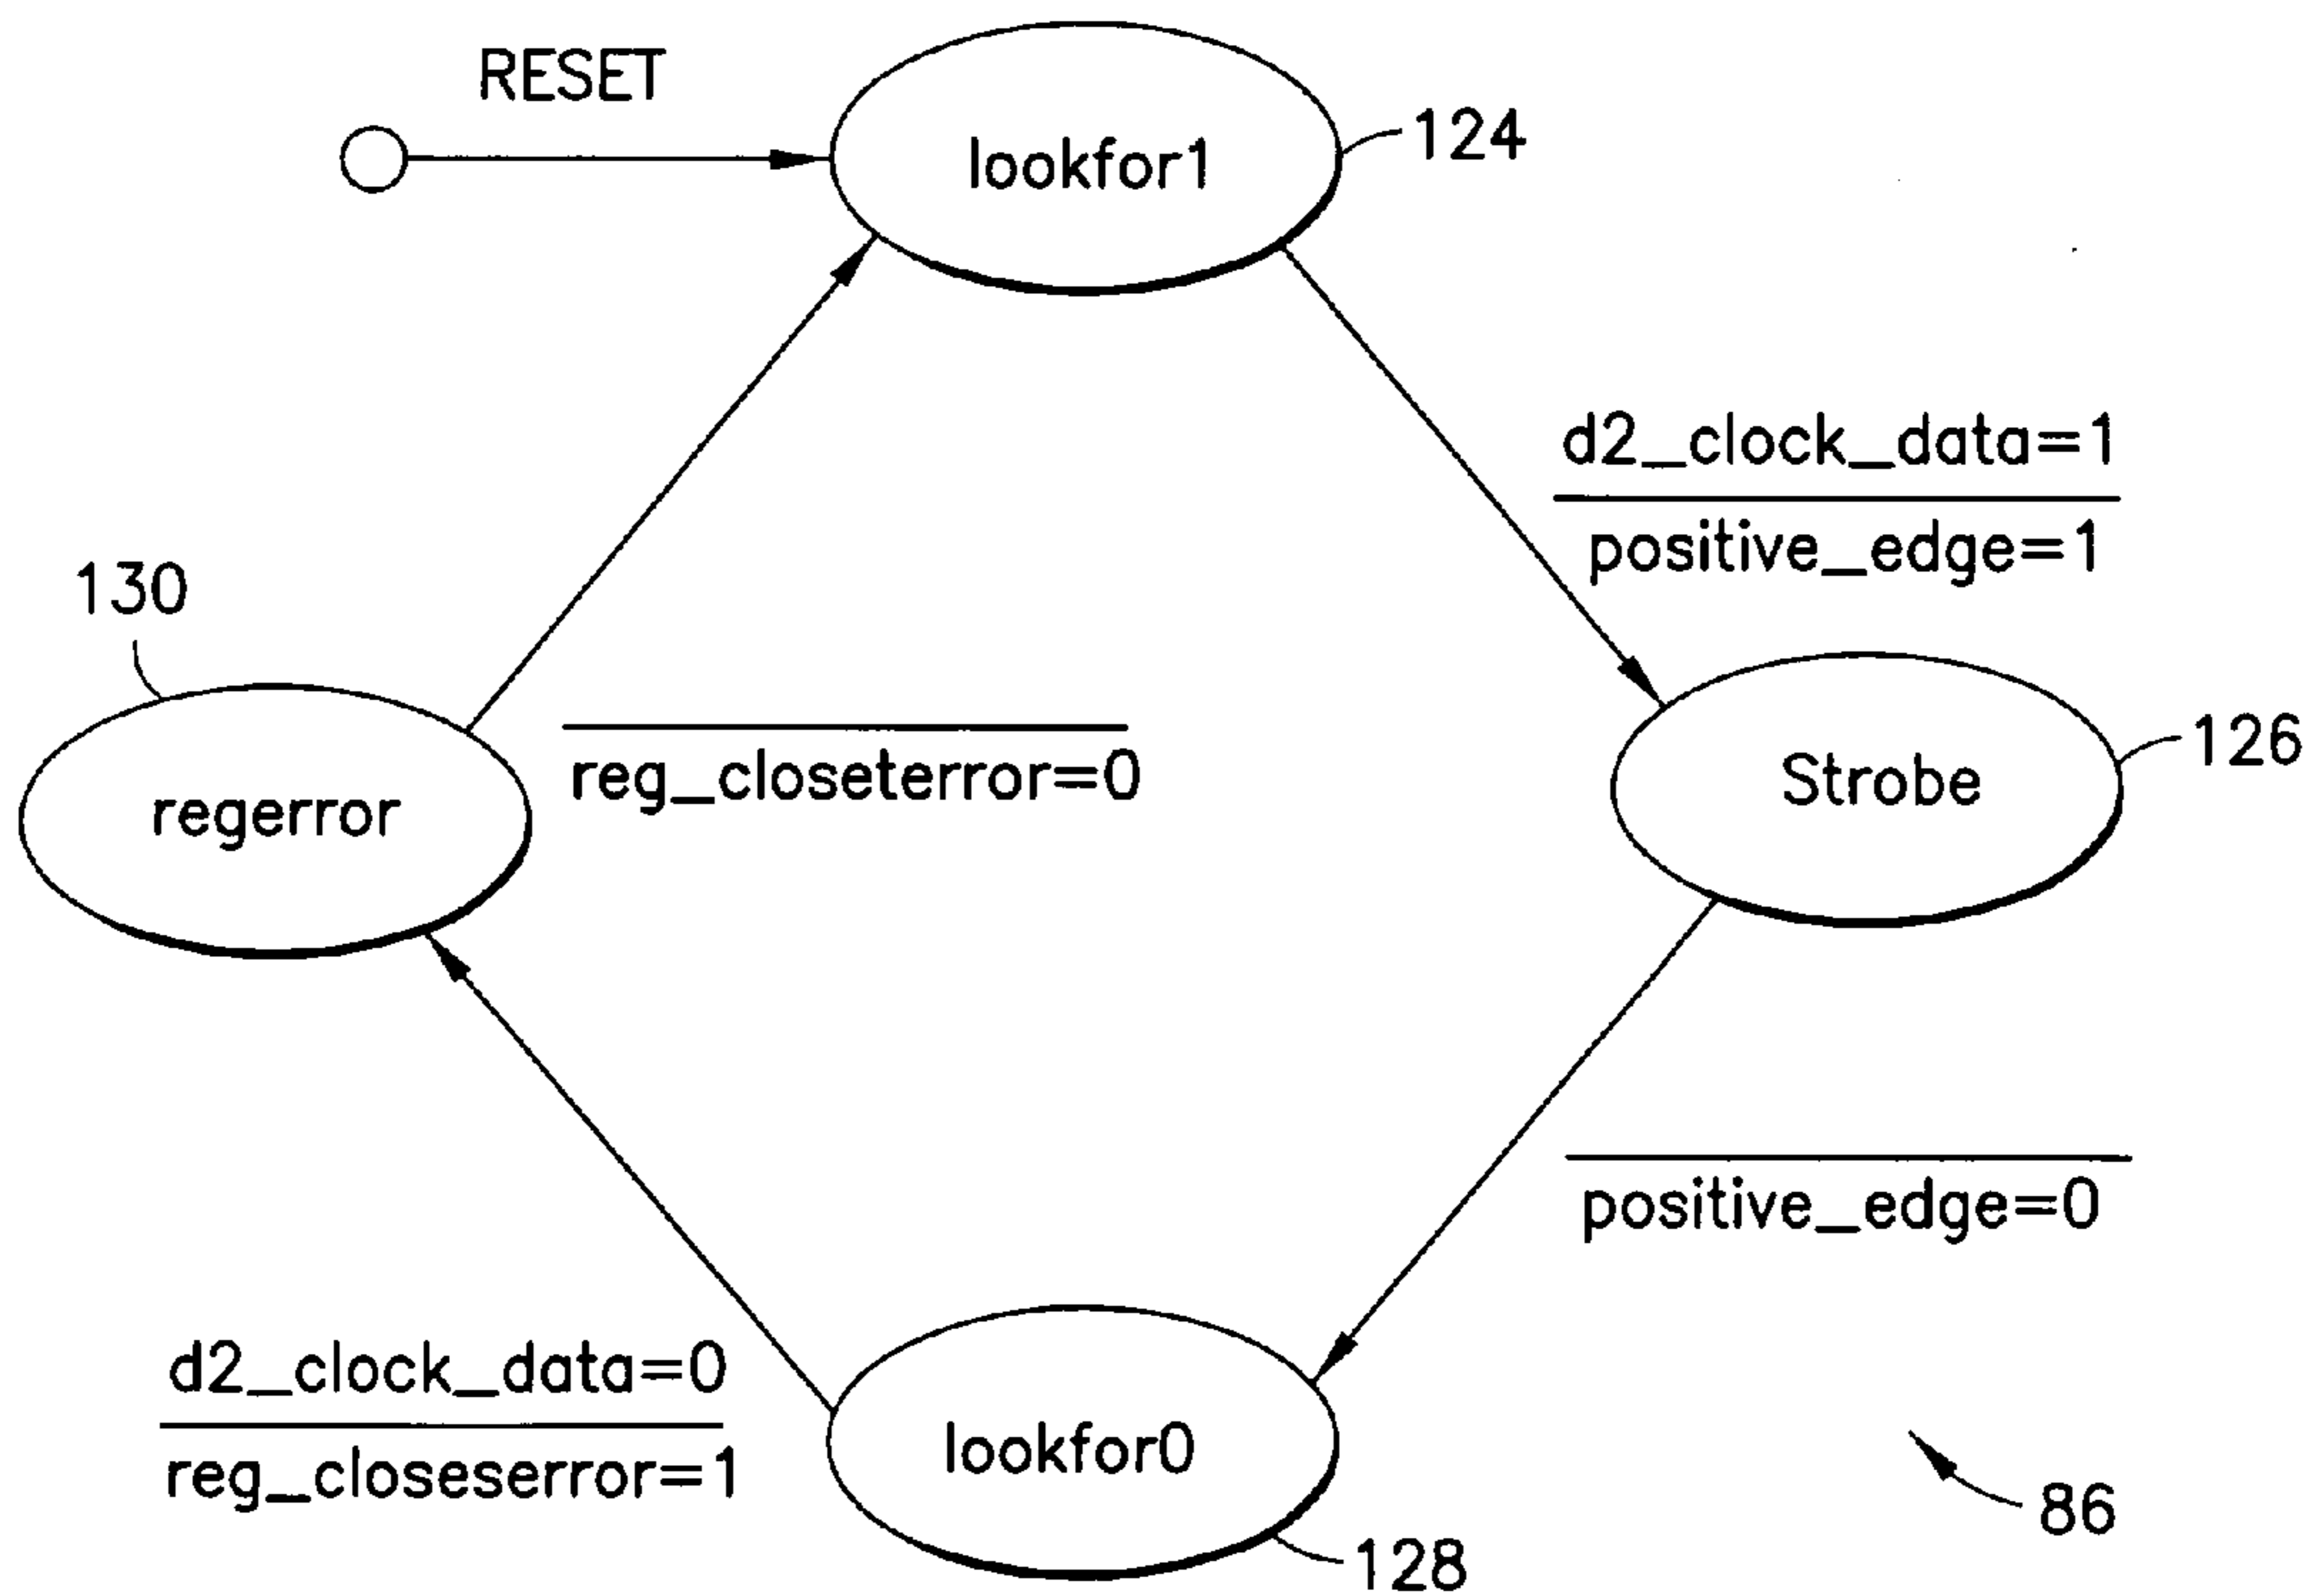 RESET
lookfor1
124
d2_clock_data=1
positive_edge=1
130
reg_closeterror=0
regerror
Strobe
126
positive_edge=0
d2_clock_data=0
reg_closeserror=1
lookfor0
128
86